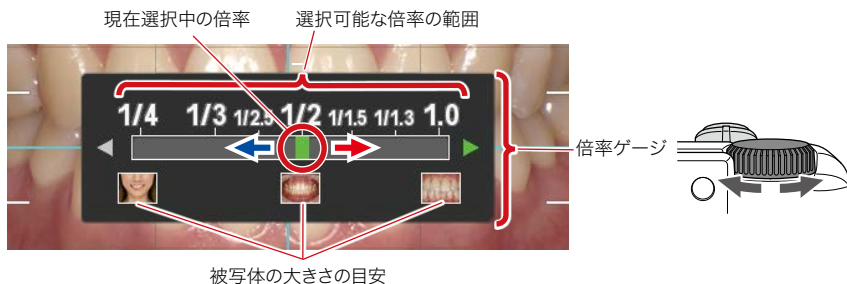 現在選択中の倍率
選択可能な倍率の範囲
1/4 1/3 1/2.5 1/2 1/1.5 1/1.3 1.0
倍率ゲージ
被写体の大きさの目安